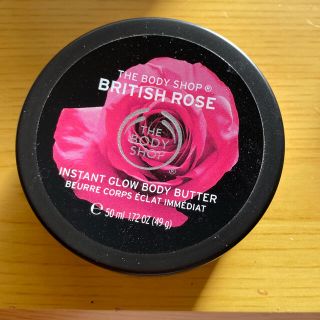 THE BODY SHOP®
BRITISH ROSE
THE
BODY
SHOP®
INSTANT GLOW BODY BUTTER
BEURRE CORPS ÉCLAT IMMÉDIAT
℮ 50 ml 1.72 OZ (49 g)